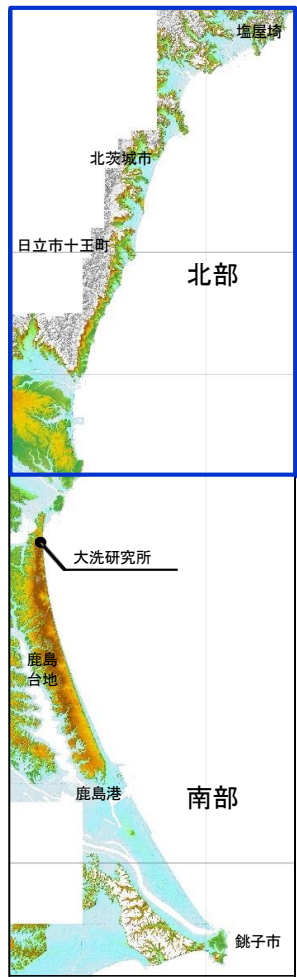 塩屋埼
北茨城市
日立市十王町
北部
大洗研究所
鹿島
台地
鹿島港
南部
銚子市